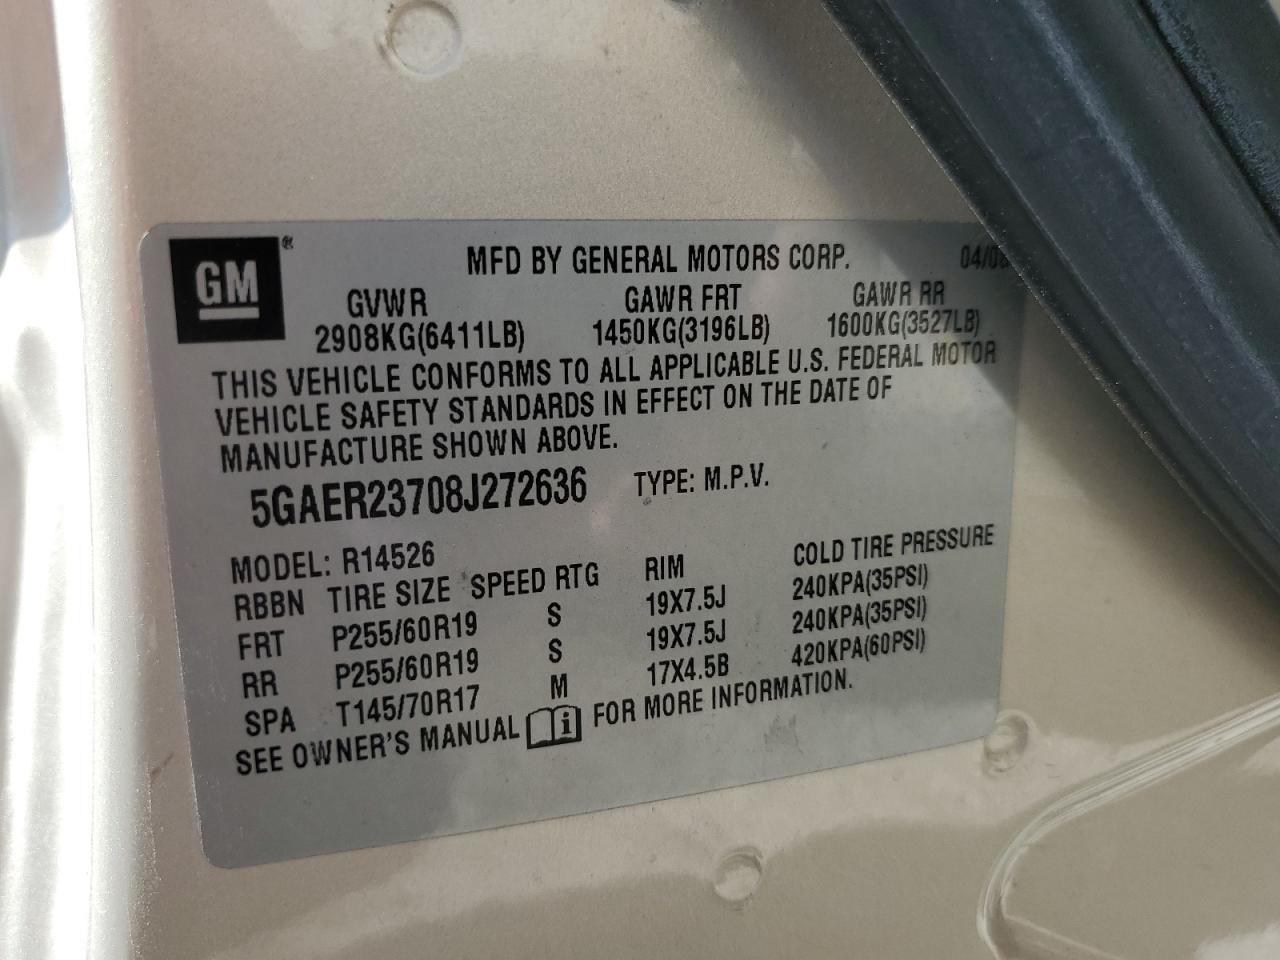 GM®
MFD BY GENERAL MOTORS CORP. 04/08
GVWR GAWR FRT GAWR RR
2908KG(6411LB) 1450KG(3196LB) 1600KG(3527LB)
THIS VEHICLE CONFORMS TO ALL APPLICABLE U.S. FEDERAL MOTOR
VEHICLE SAFETY STANDARDS IN EFFECT ON THE DATE OF
MANUFACTURE SHOWN ABOVE.
5GAER23708J272636 TYPE: M.P.V.
MODEL: R14526
RBBN TIRE SIZE SPEED RTG RIM COLD TIRE PRESSURE
FRT P255/60R19 S 19X7.5J 240KPA(35PSI)
RR P255/60R19 S 19X7.5J 240KPA(35PSI)
SPA T145/70R17 M 17X4.5B 420KPA(60PSI)
SEE OWNER'S MANUAL i FOR MORE INFORMATION.